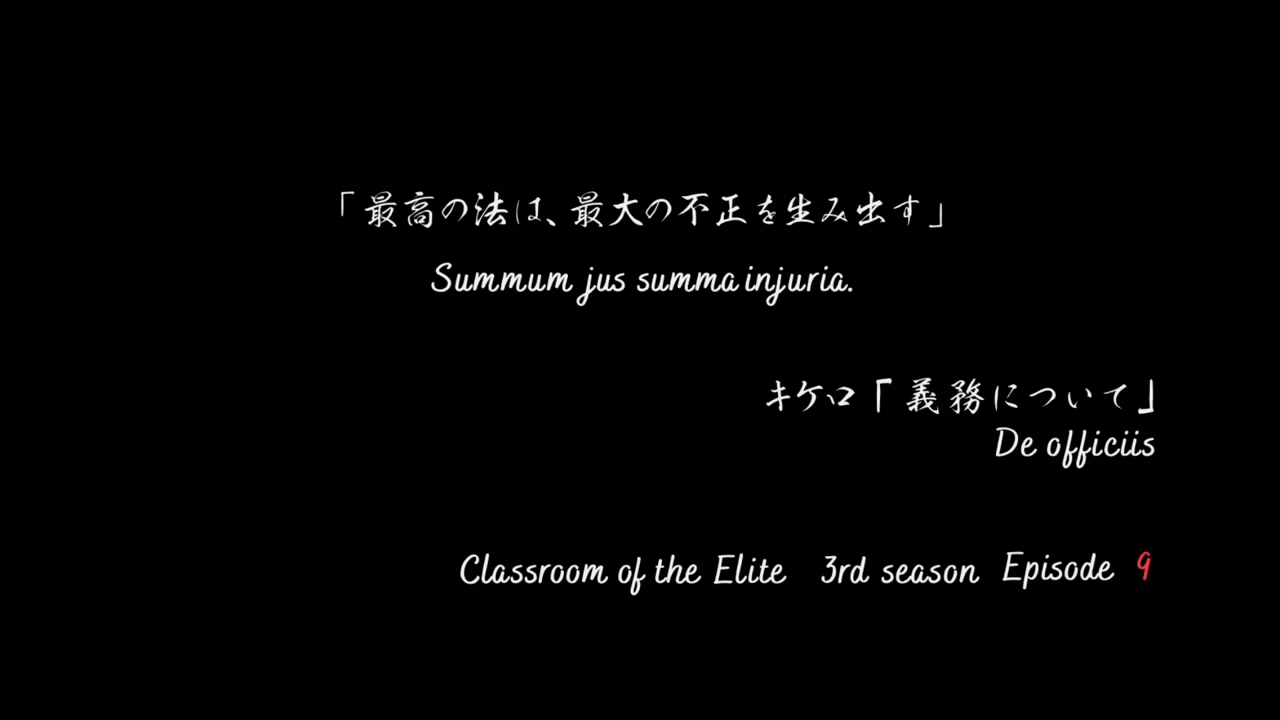 「最高の法は、最大の不正を生み出す」
Summum jus summa injuria.
キケロ「義務について」
De officiis
Classroom of the Elite 3rd season Episode 9